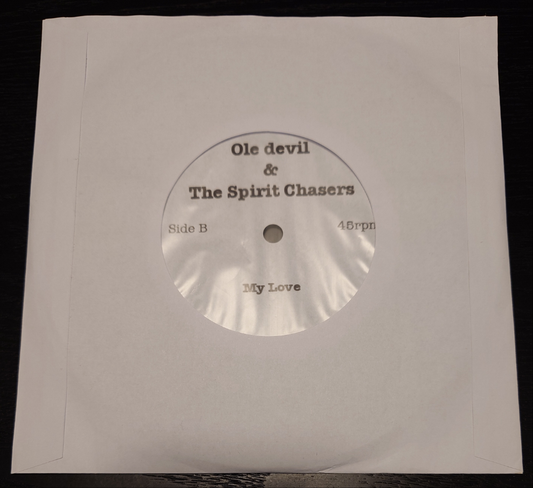 Ole devil
&
The Spirit Chasers
Side B 45rpm
My Love